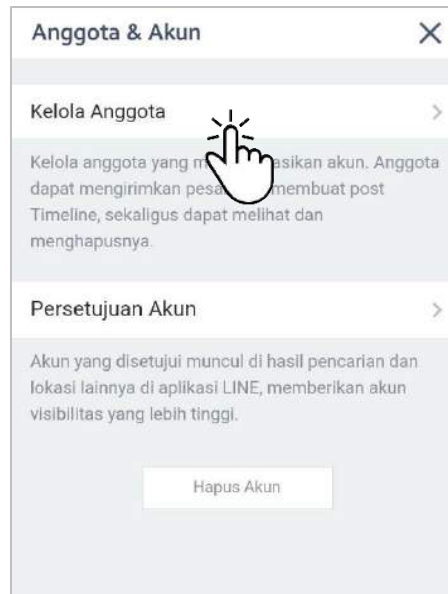 Anggota & Akun
Kelola Anggota
Kelola anggota yang asikan akun. Anggota
dapat mengirimkan membuat post
Timeline, sekaligus dapat melihat dan
menghapusnya.
Persetujuan Akun
Akun yang disetujui muncul di hasil pencarian dan
lokasi lainnya di aplikasi LINE, memberikan akun
visibilitas yang lebih tinggi.
Hapus Akun